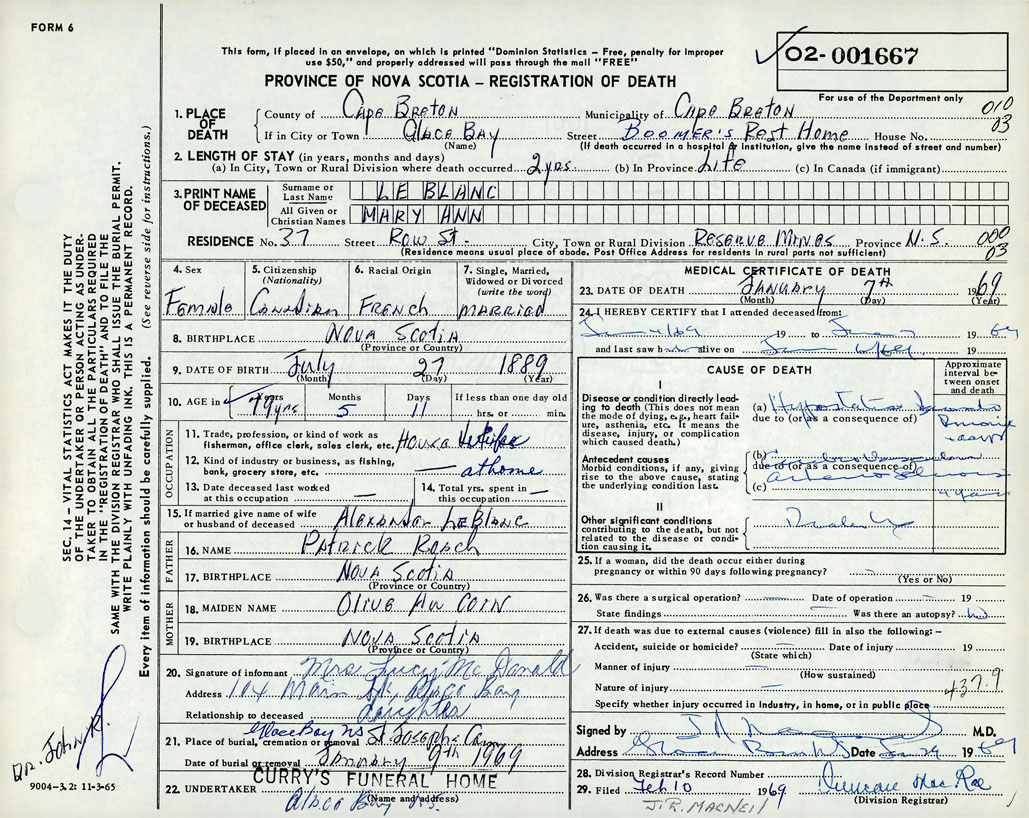 FORM 6
This form, if placed in an envelope, on which is printed "Dominion Statistics – Free, penalty for improper
use $50," and properly addressed will pass through the mail "FREE"
02-001667
For use of the Department only
PROVINCE OF NOVA SCOTIA – REGISTRATION OF DEATH
010
03
1. PLACE OF DEATH County of Cape Breton Municipality of Cape Breton
If in City or Town Glace Bay Street Boomer's Rest Home House No.
(Name) (If death occurred in a hospital or institution, give the name instead of street and number)
2. LENGTH OF STAY (in years, months and days)
(a) In City, Town or Rural Division where death occurred 2 yrs (b) In Province Life (c) In Canada (if immigrant)
3. PRINT NAME OF DECEASED Surname or Last Name LE BLANC
All Given or Christian Names MARY ANN
RESIDENCE No. 37 Street Row St. City, Town or Rural Division Reserve Mines Province N.S. 000
03
(Residence means usual place of abode. Post Office Address for residents in rural parts not sufficient)
4. Sex
Female
5. Citizenship
(Nationality)
Canadian
6. Racial Origin
French
7. Single, Married,
Widowed or Divorced
(write the word)
MARRIED
8. BIRTHPLACE Nova Scotia
(Province or Country)
9. DATE OF BIRTH July 27 1889
(Month) (Day) (Year)
10. AGE in Years Months Days If less than one day old
79 yrs 5 11 hrs. or min.
OCCUPATION
11. Trade, profession, or kind of work as
fisherman, office clerk, sales clerk, etc. Housewife
12. Kind of industry or business, as fishing,
bank, grocery store, etc. — at home
13. Date deceased last worked
at this occupation —
14. Total yrs. spent in
this occupation —
15. If married give name of wife
or husband of deceased Alexander LeBlanc
FATHER
16. NAME Patrick Roach
17. BIRTHPLACE Nova Scotia
(Province or Country)
MOTHER
18. MAIDEN NAME Olive Au Coin
19. BIRTHPLACE Nova Scotia
(Province or Country)
20. Signature of informant Mrs Lucy McDonald
Address 104 Main St, Glace Bay
Relationship to deceased daughter
Glace Bay NS
21. Place of burial, cremation or removal St Josephs Cem
Date of burial or removal January 9th 1969
CURRY'S FUNERAL HOME
22. UNDERTAKER Glace Bay N.S.
(Name and address)
MEDICAL CERTIFICATE OF DEATH
23. DATE OF DEATH January 7th 1969
(Month) (Day) (Year)
24. I HEREBY CERTIFY that I attended deceased from:
19 to 19 69
and last saw h alive on 19
CAUSE OF DEATH
Approximate
interval be-
tween onset
and death
I
Disease or condition directly lead-
ing to death (This does not mean
the mode of dying, e.g., heart fail-
ure, asthenia, etc. It means the
disease, injury, or complication
which caused death.)
(a) Hypostatic
due to (or as a consequence of)
Antecedent causes
Morbid conditions, if any, giving
rise to the above cause, stating
the underlying condition last.
(b)
due to (or as a consequence of)
(c)
II
Other significant conditions
contributing to the death, but not
related to the disease or condi-
tion causing it.
25. If a woman, did the death occur either during
pregnancy or within 90 days following pregnancy? –
(Yes or No)
26. Was there a surgical operation? — Date of operation – 19
State findings – Was there an autopsy? No
27. If death was due to external causes (violence) fill in also the following: –
Accident, suicide or homicide? — Date of injury 19
(State which)
Manner of injury —
(How sustained)
Nature of injury — 437.9
Specify whether injury occurred in Industry, in home, or in public place
Signed by M.D.
Address Glace Bay NS Date 19 69
28. Division Registrar's Record Number
29. Filed Feb 10 1969 Duncan MacRae
(Division Registrar)
J.R. MACNEIL
SEC. 14 – VITAL STATISTICS ACT MAKES IT THE DUTY
OF THE UNDERTAKER OR PERSON ACTING AS UNDER-
TAKER TO OBTAIN ALL THE PARTICULARS REQUIRED
IN THE "REGISTRATION OF DEATH" AND TO FILE THE
SAME WITH THE DIVISION REGISTRAR WHO SHALL ISSUE THE BURIAL PERMIT.
WRITE PLAINLY WITH UNFADING INK. THIS IS A PERMANENT RECORD.
Every item of information should be carefully supplied. (See reverse side for instructions.)
DR. John R.
9004-3,2: 11-3-65